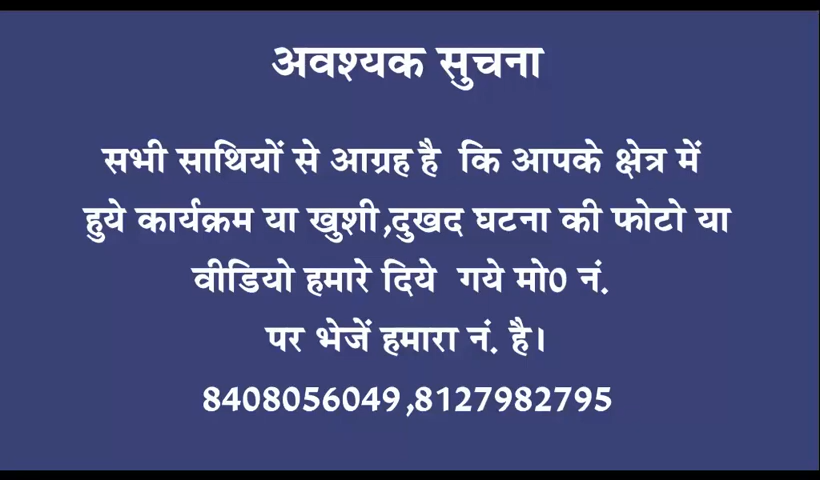 अवश्यक सुचना
सभी साथियों से आग्रह है कि आपके क्षेत्र में
हुये कार्यक्रम या खुशी,दुखद घटना की फोटो या
वीडियो हमारे दिये गये मो0 नं.
पर भेजें हमारा नं. है।
8408056049,8127982795